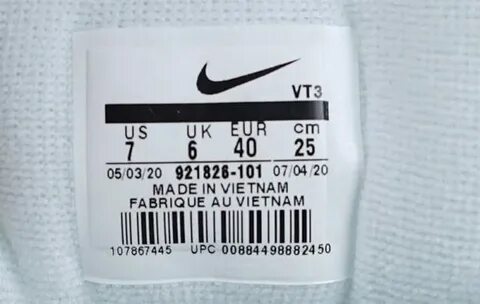 VT3
US UK EUR cm
7 6 40 25
05/03/20 921826-101 07/04/20
MADE IN VIETNAM
FABRIQUE AU VIETNAM
107867445 UPC 00884498882450